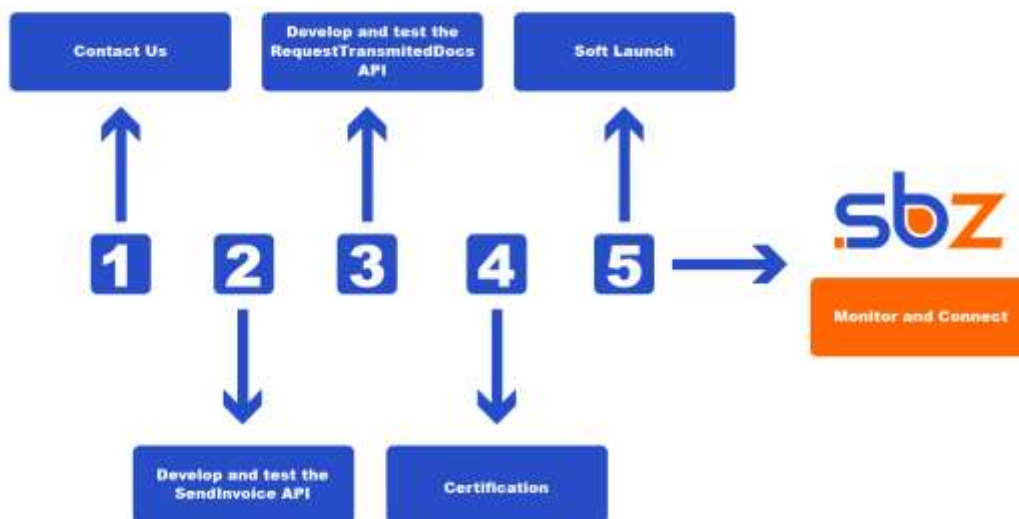 Contact Us
Develop and test the
RequestTransmitedDocs
API
Soft Launch
1
2
3
4
5
.sbz
Monitor and Connect
Develop and test the
SendInvoice API
Certification